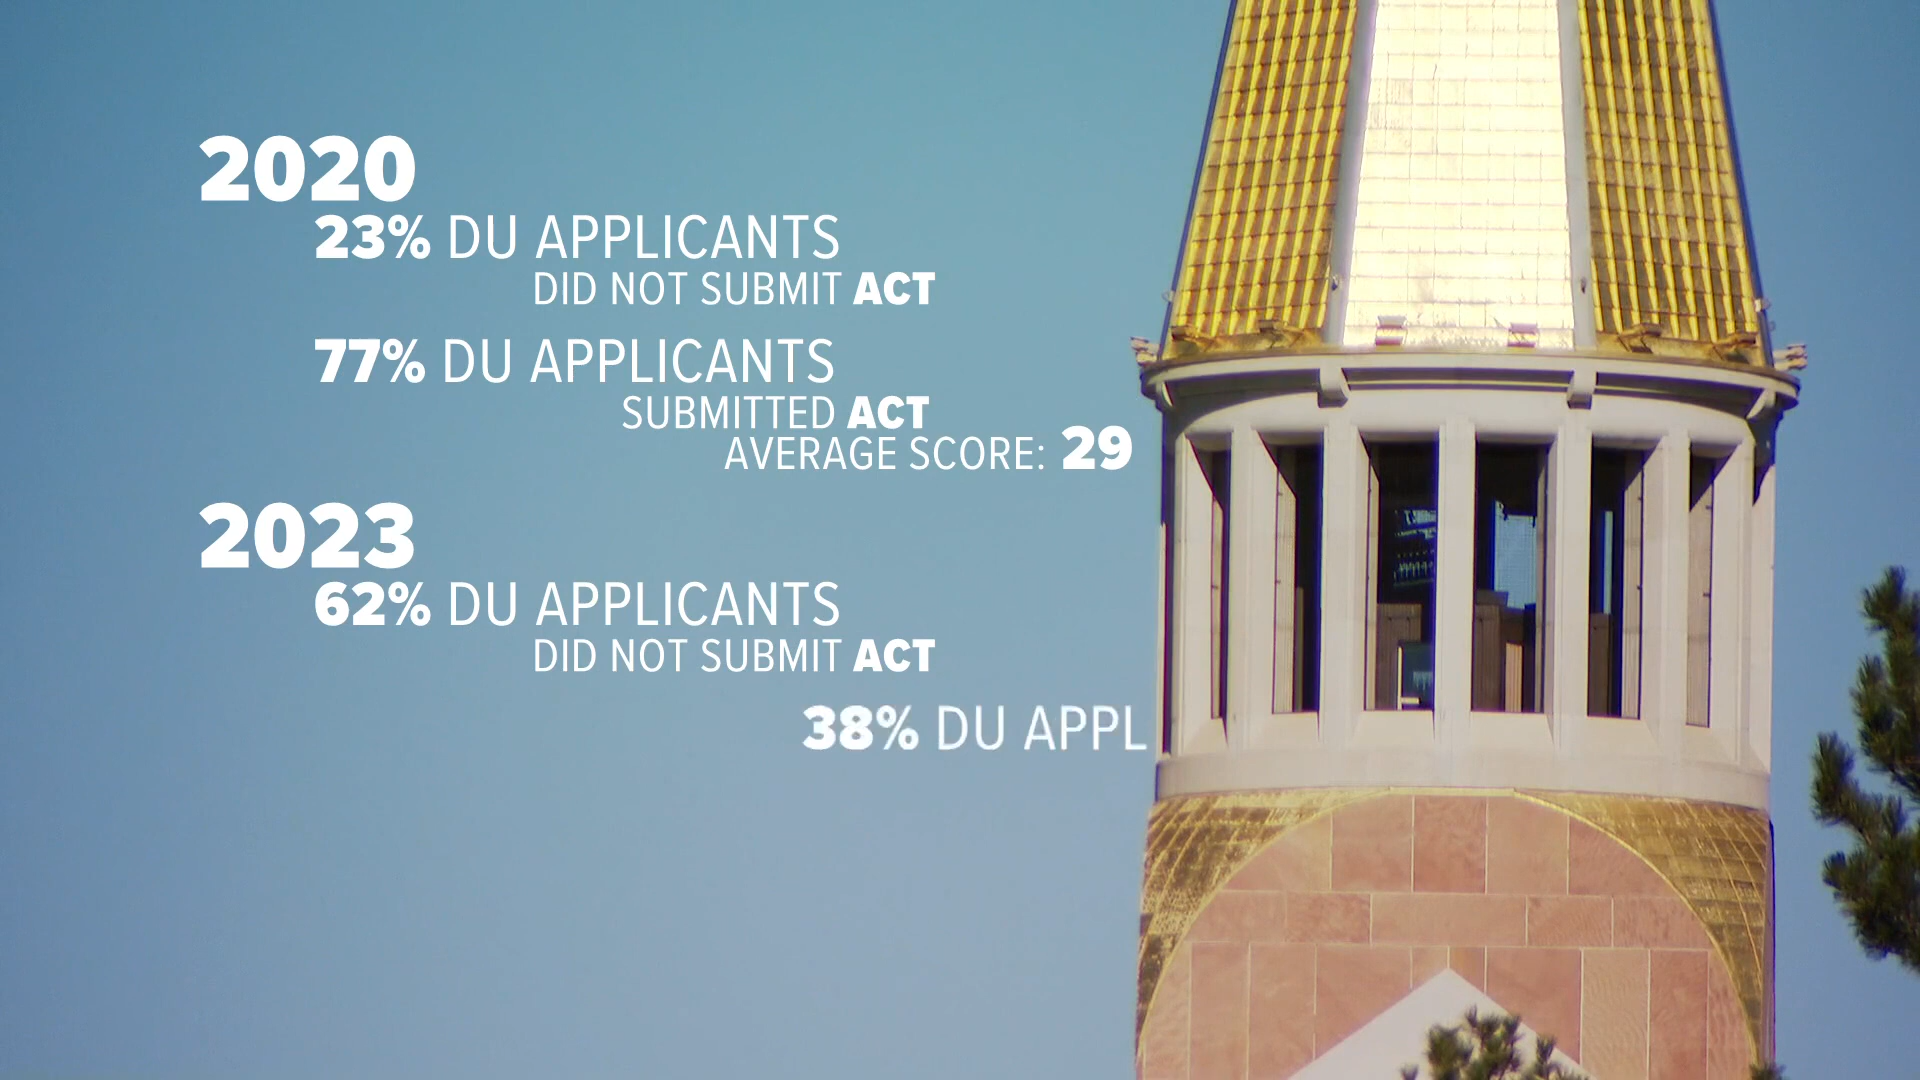 2020
23% DU APPLICANTS
DID NOT SUBMIT ACT
77% DU APPLICANTS
SUBMITTED ACT
AVERAGE SCORE: 29
2023
62% DU APPLICANTS
DID NOT SUBMIT ACT
38% DU APPL